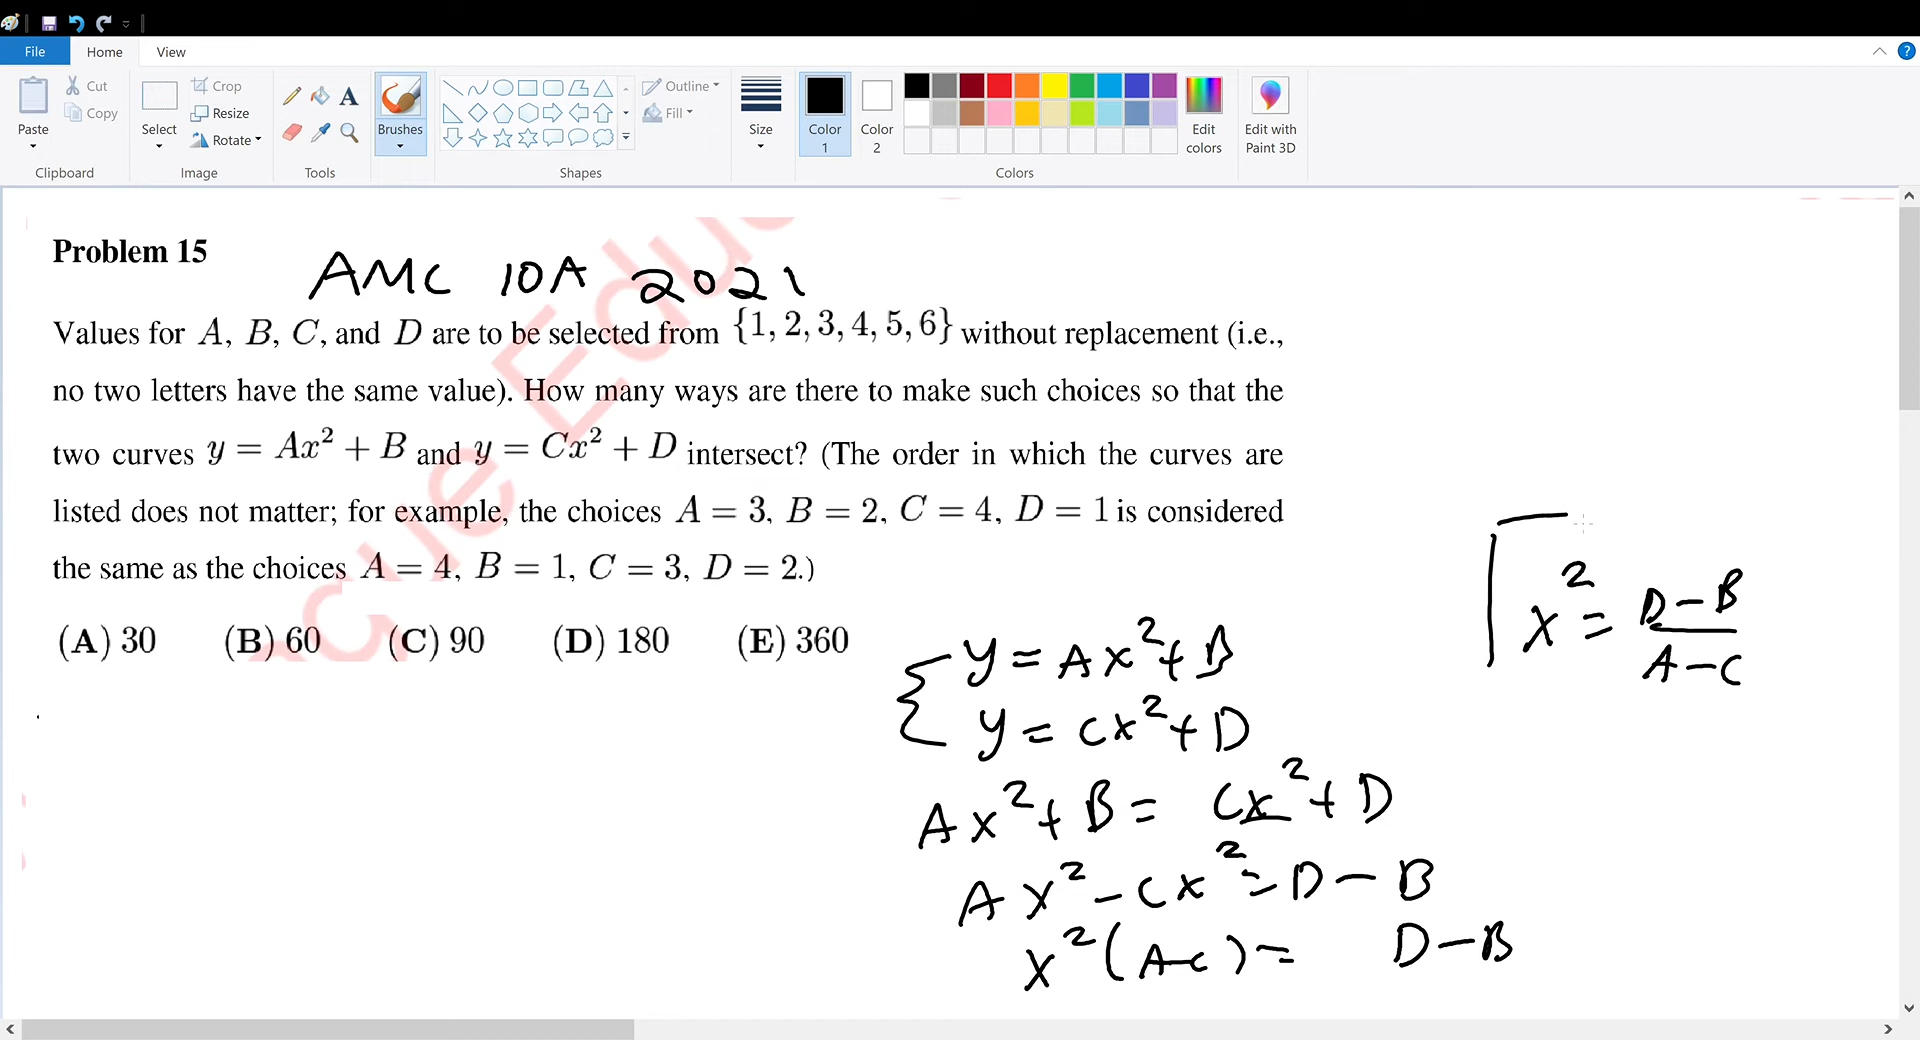 File Home View
Paste Cut Copy Clipboard
Select Crop Resize Rotate Image
A Tools
Brushes
Shapes Outline Fill
Size
Color 1 Color 2 Edit colors Edit with Paint 3D Colors
Problem 15
AMC 10A 2021
Values for A, B, C, and D are to be selected from {1, 2, 3, 4, 5, 6} without replacement (i.e.,
no two letters have the same value). How many ways are there to make such choices so that the
two curves y = Ax² + B and y = Cx² + D intersect? (The order in which the curves are
listed does not matter; for example, the choices A = 3, B = 2, C = 4, D = 1 is considered
the same as the choices A = 4, B = 1, C = 3, D = 2.)
(A) 30 (B) 60 (C) 90 (D) 180 (E) 360
y = Ax² + B
y = Cx² + D
Ax² + B = Cx² + D
Ax² - Cx² = D - B
x² (A-C) = D - B
x² = D - B / A - C